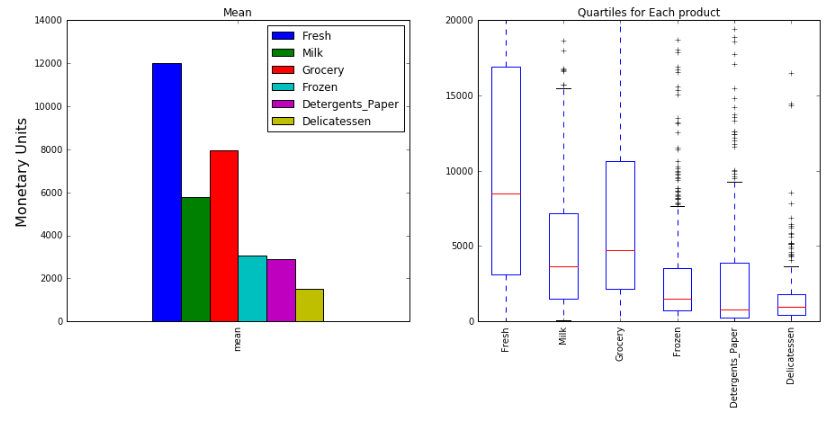 Mean
Monetary Units
14000
12000
10000
8000
6000
4000
2000
0
Fresh
Milk
Grocery
Frozen
Detergents_Paper
Delicatessen
mean
Quartiles for Each product
20000
15000
10000
5000
0
Fresh
Milk
Grocery
Frozen
Detergents_Paper
Delicatessen